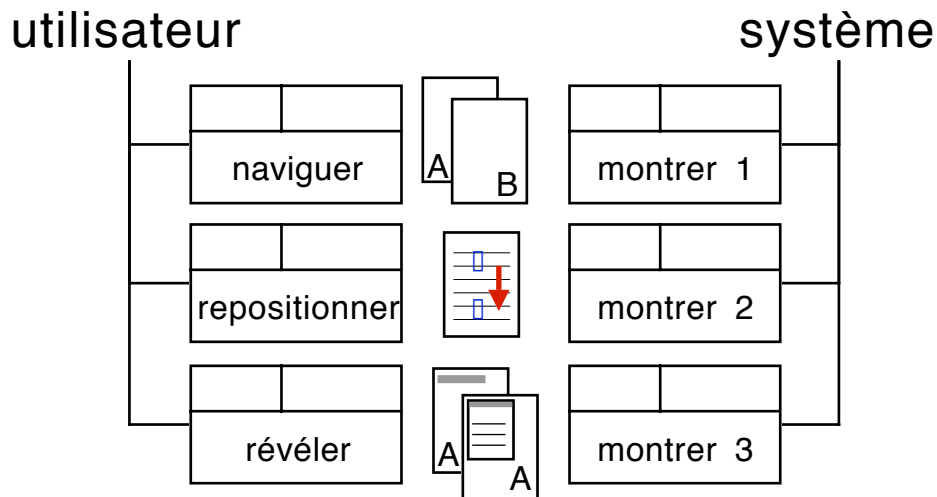 utilisateur système
naviguer A B montrer 1
repositionner montrer 2
révéler A A montrer 3